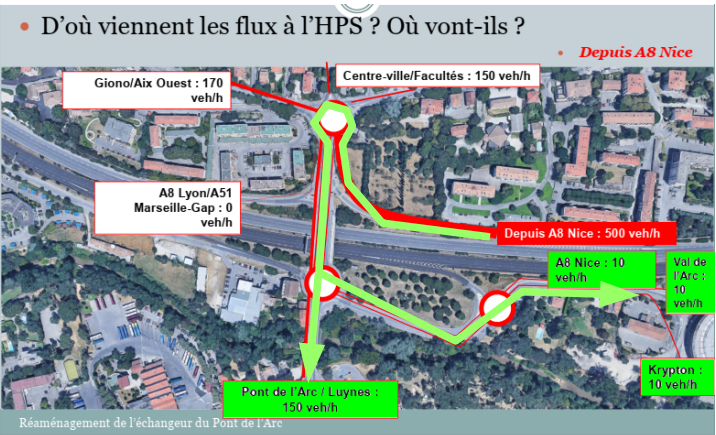 • D’où viennent les flux à l’HPS ? Où vont-ils ?
• Depuis A8 Nice
Giono/Aix Ouest : 170
veh/h
Centre-ville/Facultés : 150 veh/h
A8 Lyon/A51
Marseille-Gap : 0
veh/h
Depuis A8 Nice : 500 veh/h
A8 Nice : 10
veh/h
Val de
l’Arc :
10
veh/h
Krypton :
10 veh/h
Pont de l’Arc / Luynes :
150 veh/h
Réaménagement de l’échangeur du Pont de l’Arc